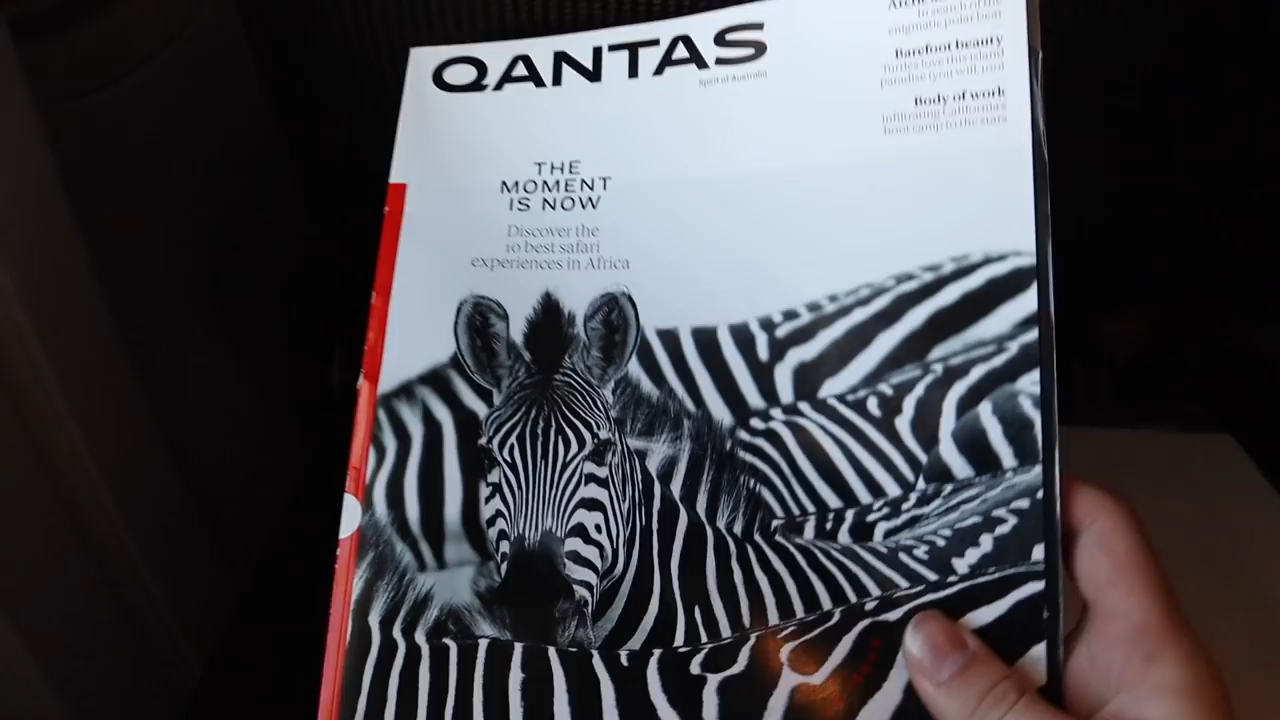 QANTAS
Spirit of Australia
In search of the
enigmatic polar bear
Barefoot beauty
Turtles love this island
paradise (you will, too)
Body of work
Infiltrating California's
boot camp to the stars
THE
MOMENT
IS NOW
Discover the
10 best safari
experiences in Africa